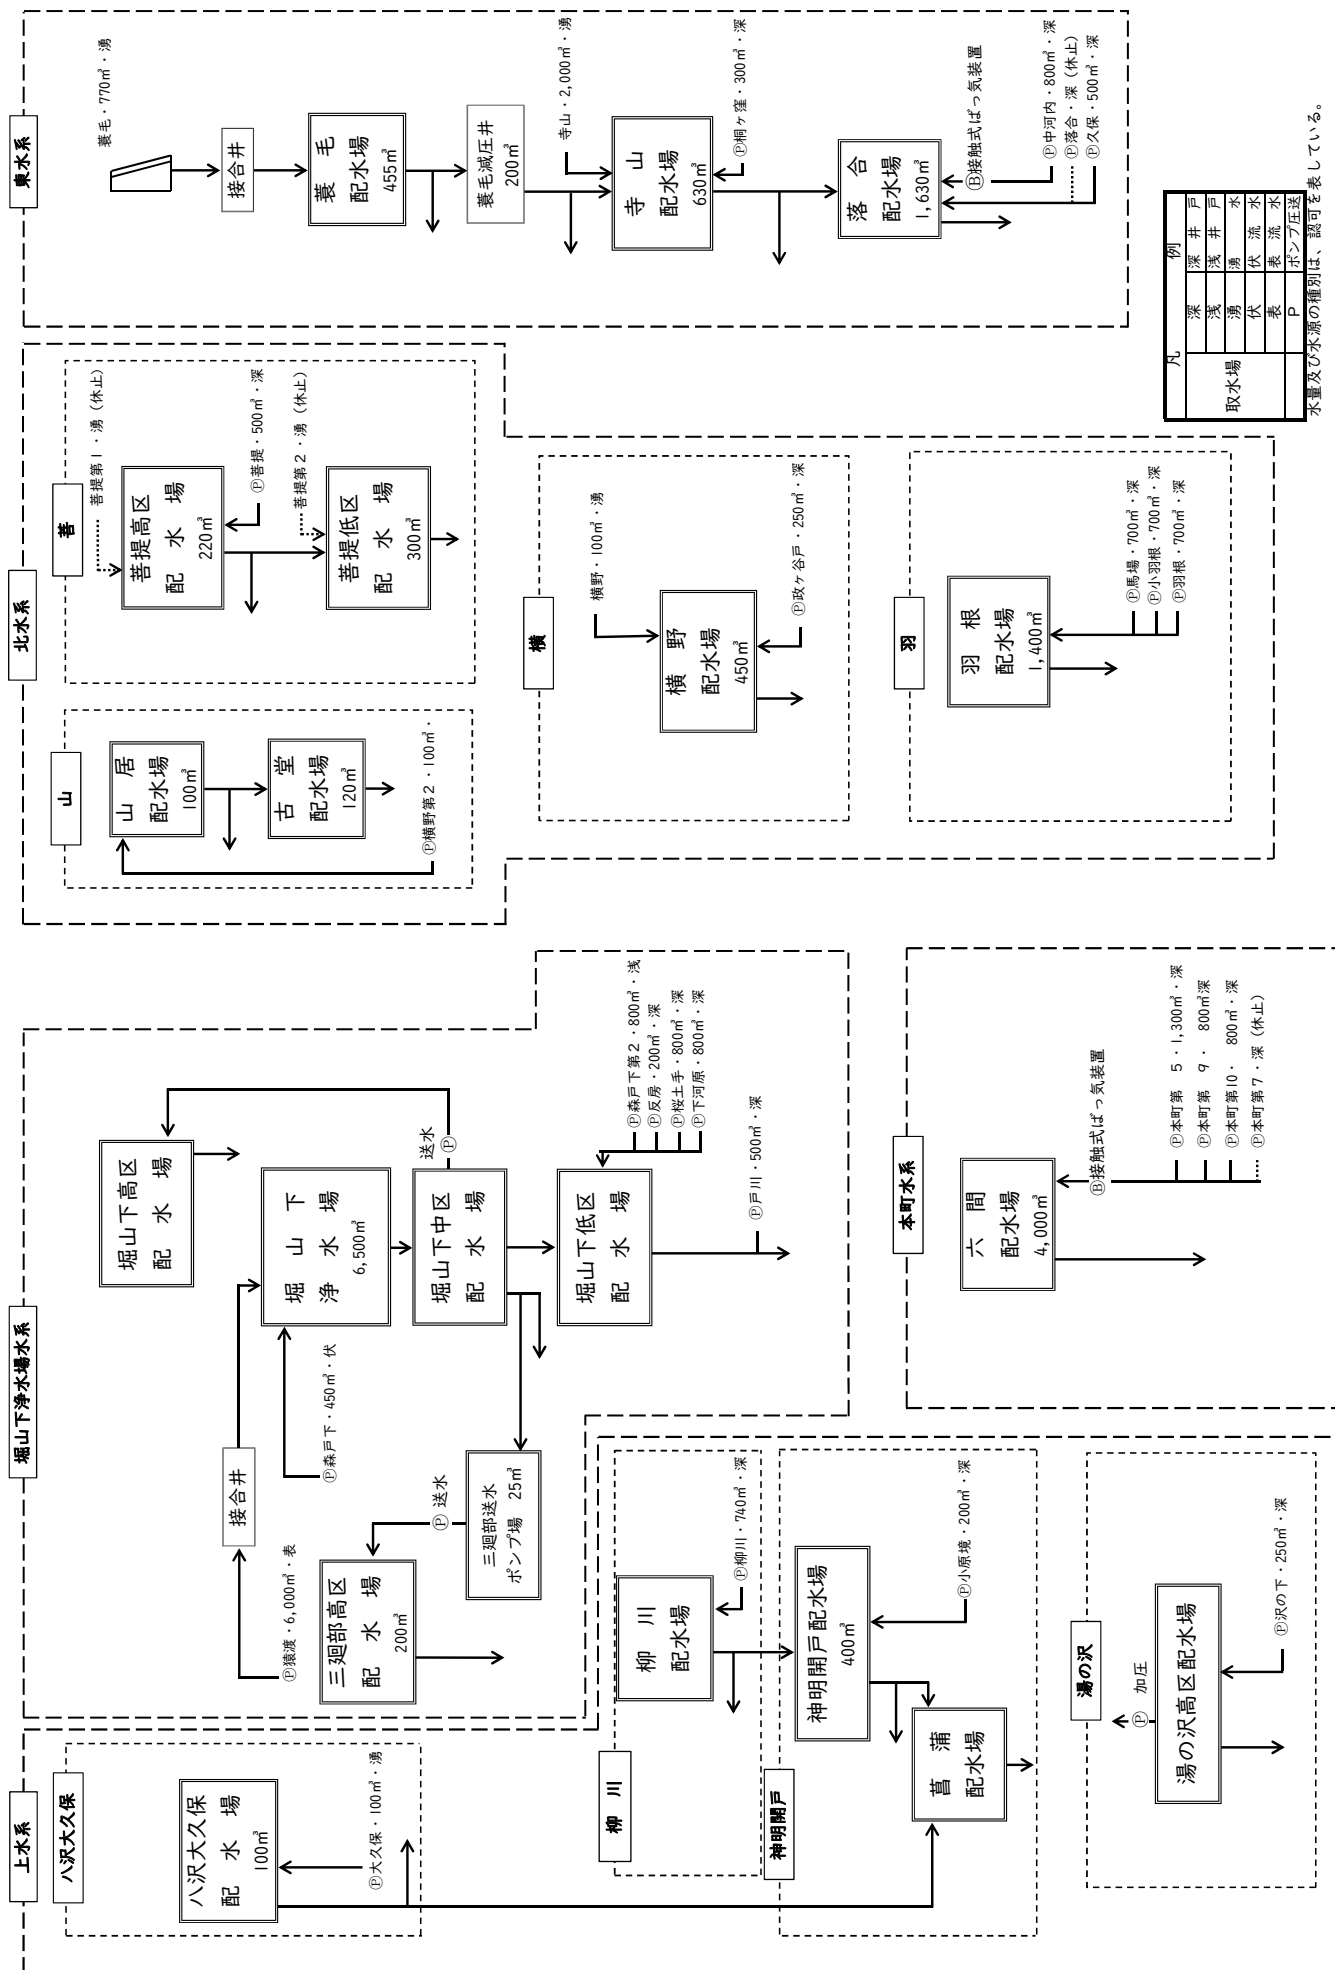 上水系
八沢大久保
八沢大久保
配水場
100㎥
Ⓟ大久保・100㎥・湧
柳川
柳川
配水場
Ⓟ柳川・740㎥・深
神明開戸
神明開戸配水場
400㎥
Ⓟ小原境・200㎥・深
菖蒲
配水場
湯の沢
Ⓟ 加圧
湯の沢高区配水場
Ⓟ沢の下・250㎥・深
堀山下浄水場水系
Ⓟ猿渡・6,000㎥・表
接合井
Ⓟ森戸下・450㎥・伏
堀山下高区
配水場
堀山下
浄水場
6,500㎥
送水
Ⓟ
堀山下中区
配水場
堀山下低区
配水場
三廻部高区
配水場
200㎥
Ⓟ 送水
三廻部送水
ポンプ場 25㎥
Ⓟ森戸下第2・800㎥・浅
Ⓟ反房・200㎥・深
Ⓟ桜土手・800㎥・深
Ⓟ下河原・800㎥・深
Ⓟ戸川・500㎥・深
本町水系
六間
配水場
4,000㎥
Ⓑ接触式ばっ気装置
Ⓟ本町第 5・1,300㎥・深
Ⓟ本町第 9・ 800㎥深
Ⓟ本町第10・ 800㎥・深
Ⓟ本町第7・深（休止）
北水系
山
山居
配水場
100㎥
古堂
配水場
120㎥
Ⓟ横野第2・100㎥・
菩
菩提第1・湧（休止）
菩提高区
配水場
220㎥
Ⓟ菩提・500㎥・深
菩提第2・湧（休止）
菩提低区
配水場
300㎥
横
横野・100㎥・湧
横野
配水場
450㎥
Ⓟ政ヶ谷戸・250㎥・深
羽
羽根
配水場
1,400㎥
Ⓟ馬場・700㎥・深
Ⓟ小羽根・700㎥・深
Ⓟ羽根・700㎥・深
東水系
蓑毛・770㎥・湧
接合井
蓑毛
配水場
455㎥
蓑毛減圧井
200㎥
寺山・2,000㎥・湧
寺山
配水場
630㎥
Ⓟ桐ヶ窪・300㎥・深
落合
配水場
1,630㎥
Ⓑ接触式ばっ気装置
Ⓟ中河内・800㎥・深
Ⓟ落合・深（休止）
Ⓟ久保・500㎥・深
凡例
取水場
深 深井戸
浅 浅井戸
湧 湧水
伏 伏流水
表 表流水
P ポンプ圧送
水量及び水源の種別は、認可を表している。